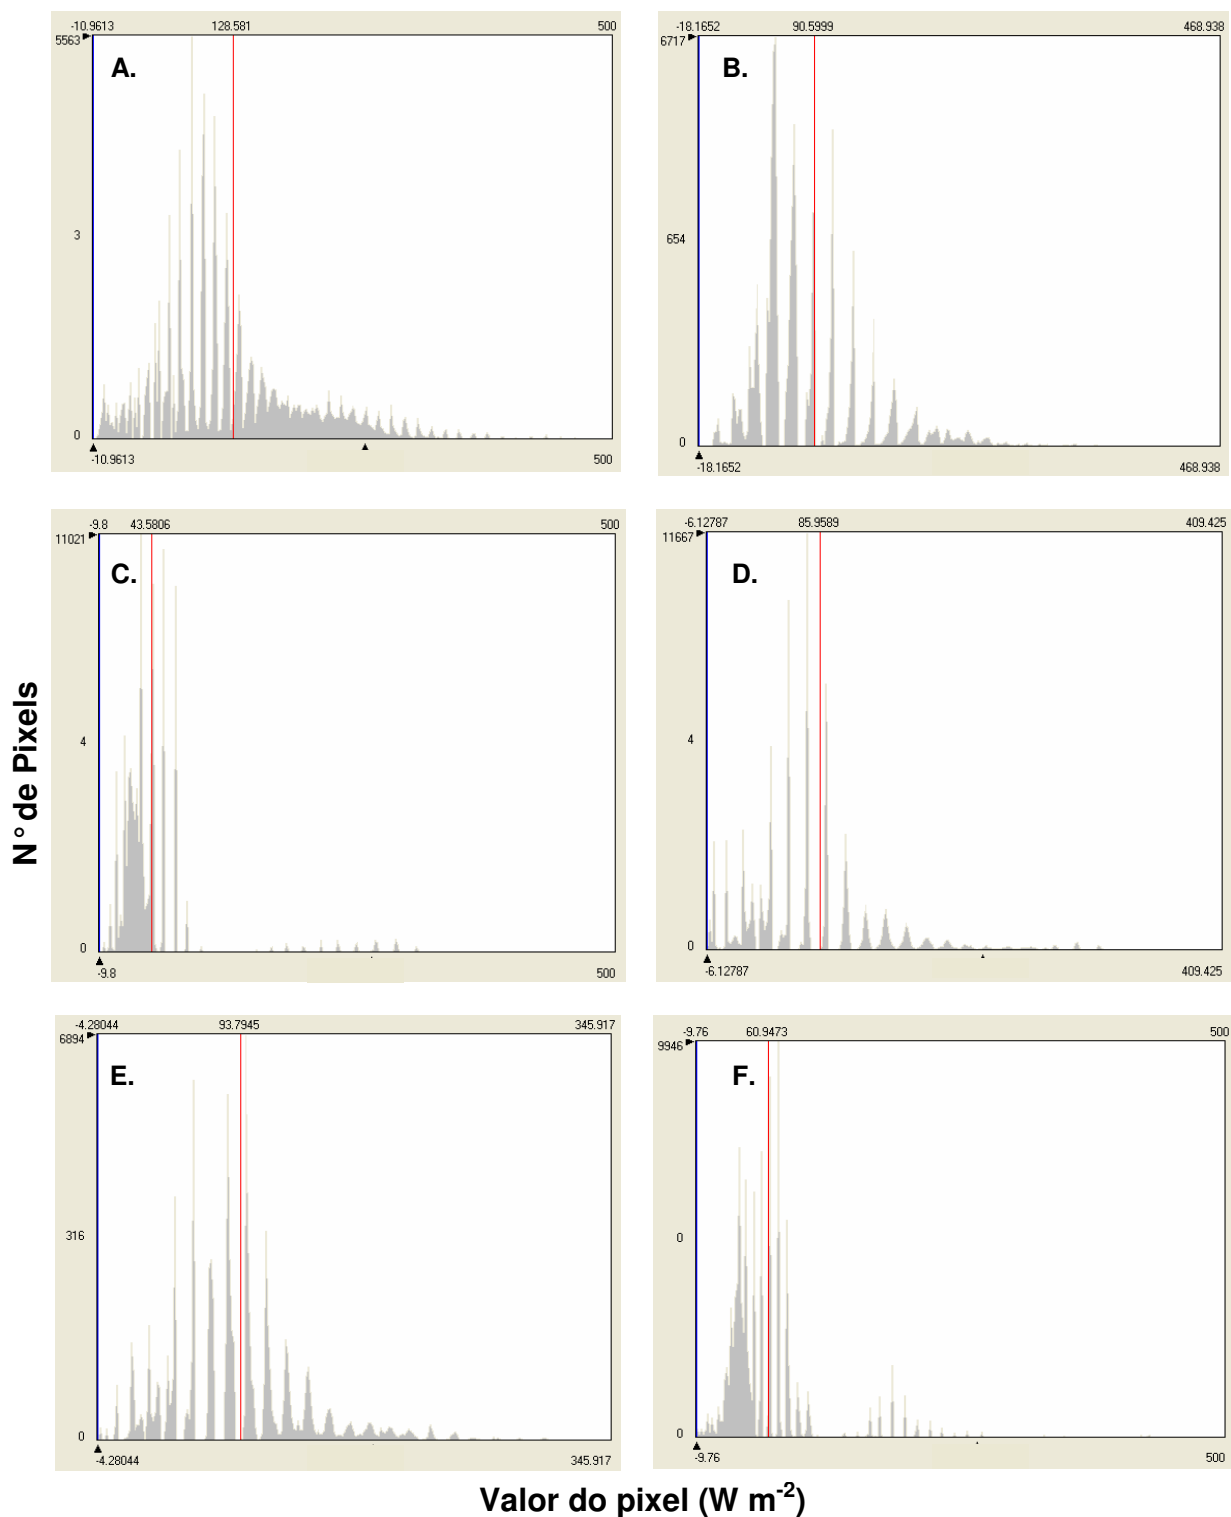 -10.9613 128.581 500
5563
A.
3
0
-10.9613 500
-18.1652 90.5999 468.938
6717
B.
654
0
-18.1652 468.938
-9.8 43.5806 500
11021
C.
4
0
-9.8 500
-6.12787 85.9589 409.425
11667
D.
4
0
-6.12787 409.425
-4.28044 93.7945 345.917
6894
E.
316
0
-4.28044 345.917
-9.76 60.9473 500
9946
F.
0
0
-9.76 500
N° de Pixels
Valor do pixel (W m⁻²)